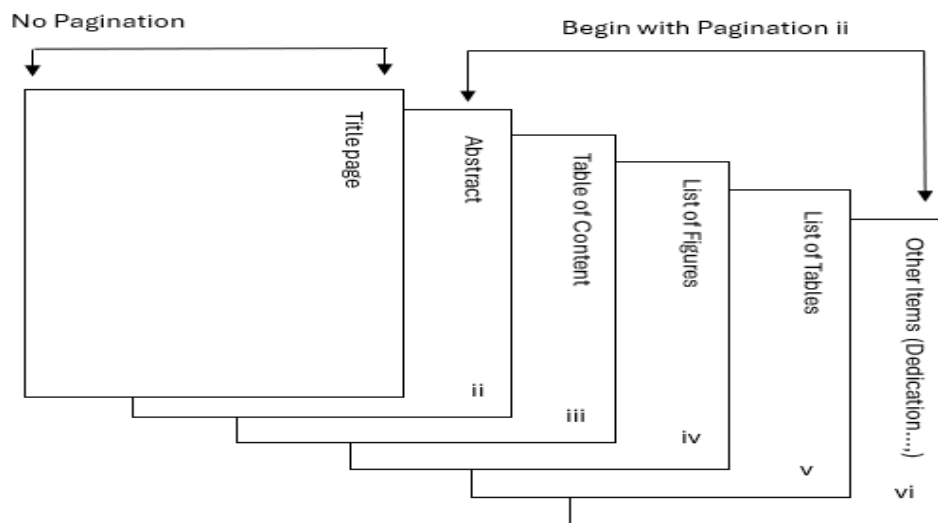 No Pagination
Begin with Pagination ii
Title page
Abstract
ii
Table of Content
iii
List of Figures
iv
List of Tables
v
Other Items (Dedication...,)
vi